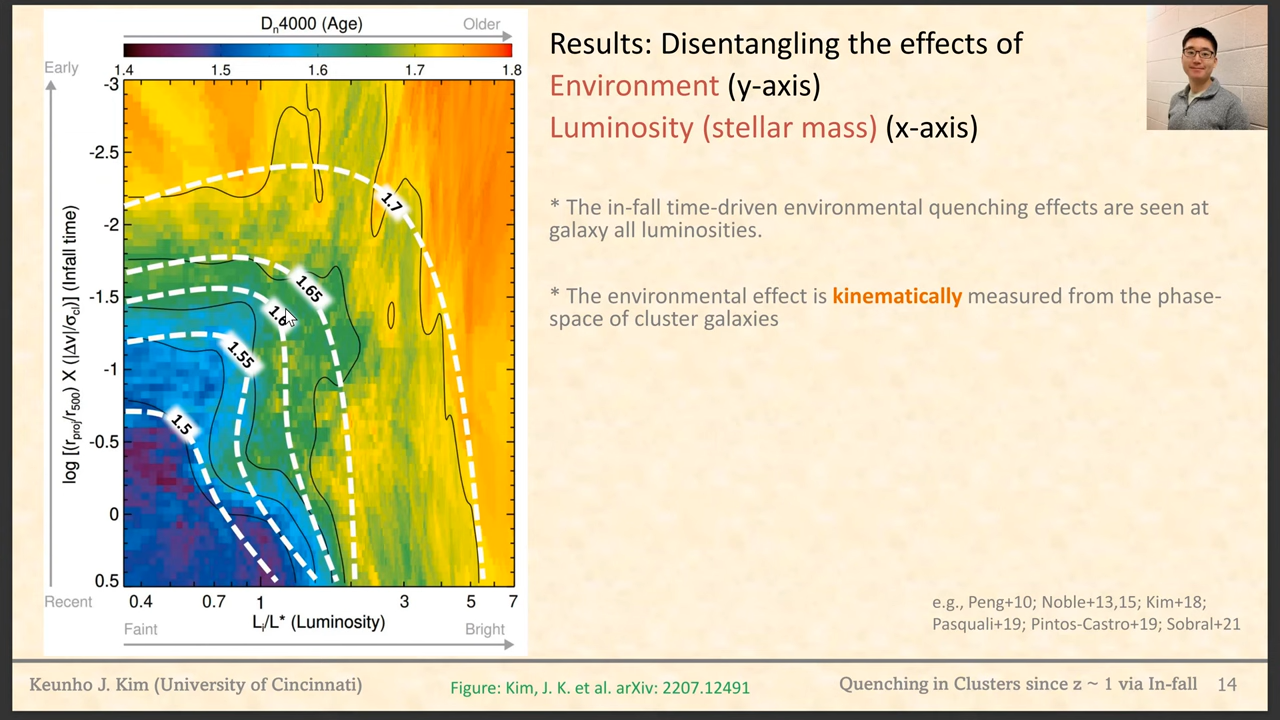 Dn4000 (Age)
Older
Early
1.4 1.5 1.6 1.7 1.8
-3
-2.5
-2
-1.5
-1
-0.5
0
0.5
log [(rproj/r500) X (|Δv|/σcl)] (Infall time)
1.7
1.65
1.6
1.55
1.5
Recent
0.4 0.7 1 3 5 7
Li/L* (Luminosity)
Faint
Bright
Results: Disentangling the effects of
Environment (y-axis)
Luminosity (stellar mass) (x-axis)
* The in-fall time-driven environmental quenching effects are seen at
galaxy all luminosities.
* The environmental effect is kinematically measured from the phase-
space of cluster galaxies
e.g., Peng+10; Noble+13,15; Kim+18;
Pasquali+19; Pintos-Castro+19; Sobral+21
Keunho J. Kim (University of Cincinnati)
Figure: Kim, J. K. et al. arXiv: 2207.12491
Quenching in Clusters since z ~ 1 via In-fall 14